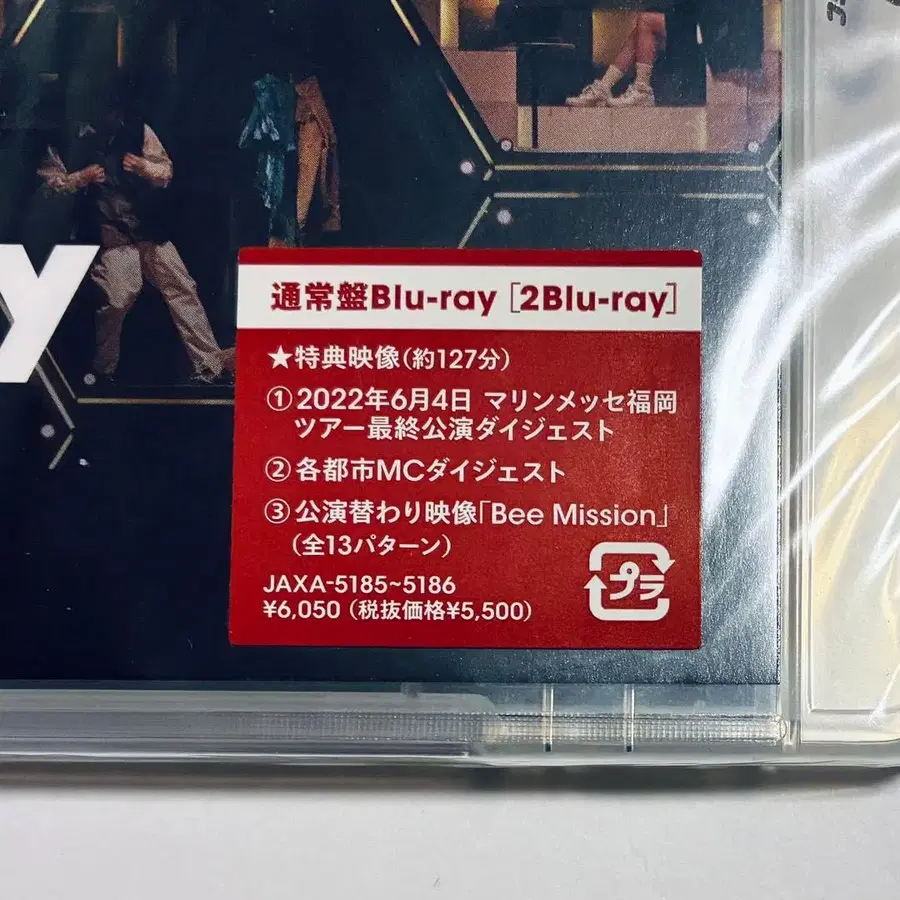 y
通常盤Blu-ray [2Blu-ray]
★特典映像(約127分)
①2022年6月4日 マリンメッセ福岡
ツアー最終公演ダイジェスト
②各都市MCダイジェスト
③公演替わり映像「Bee Mission」
(全13パターン)
プラ
JAXA-5185~5186
¥6,050 (税抜価格¥5,500)